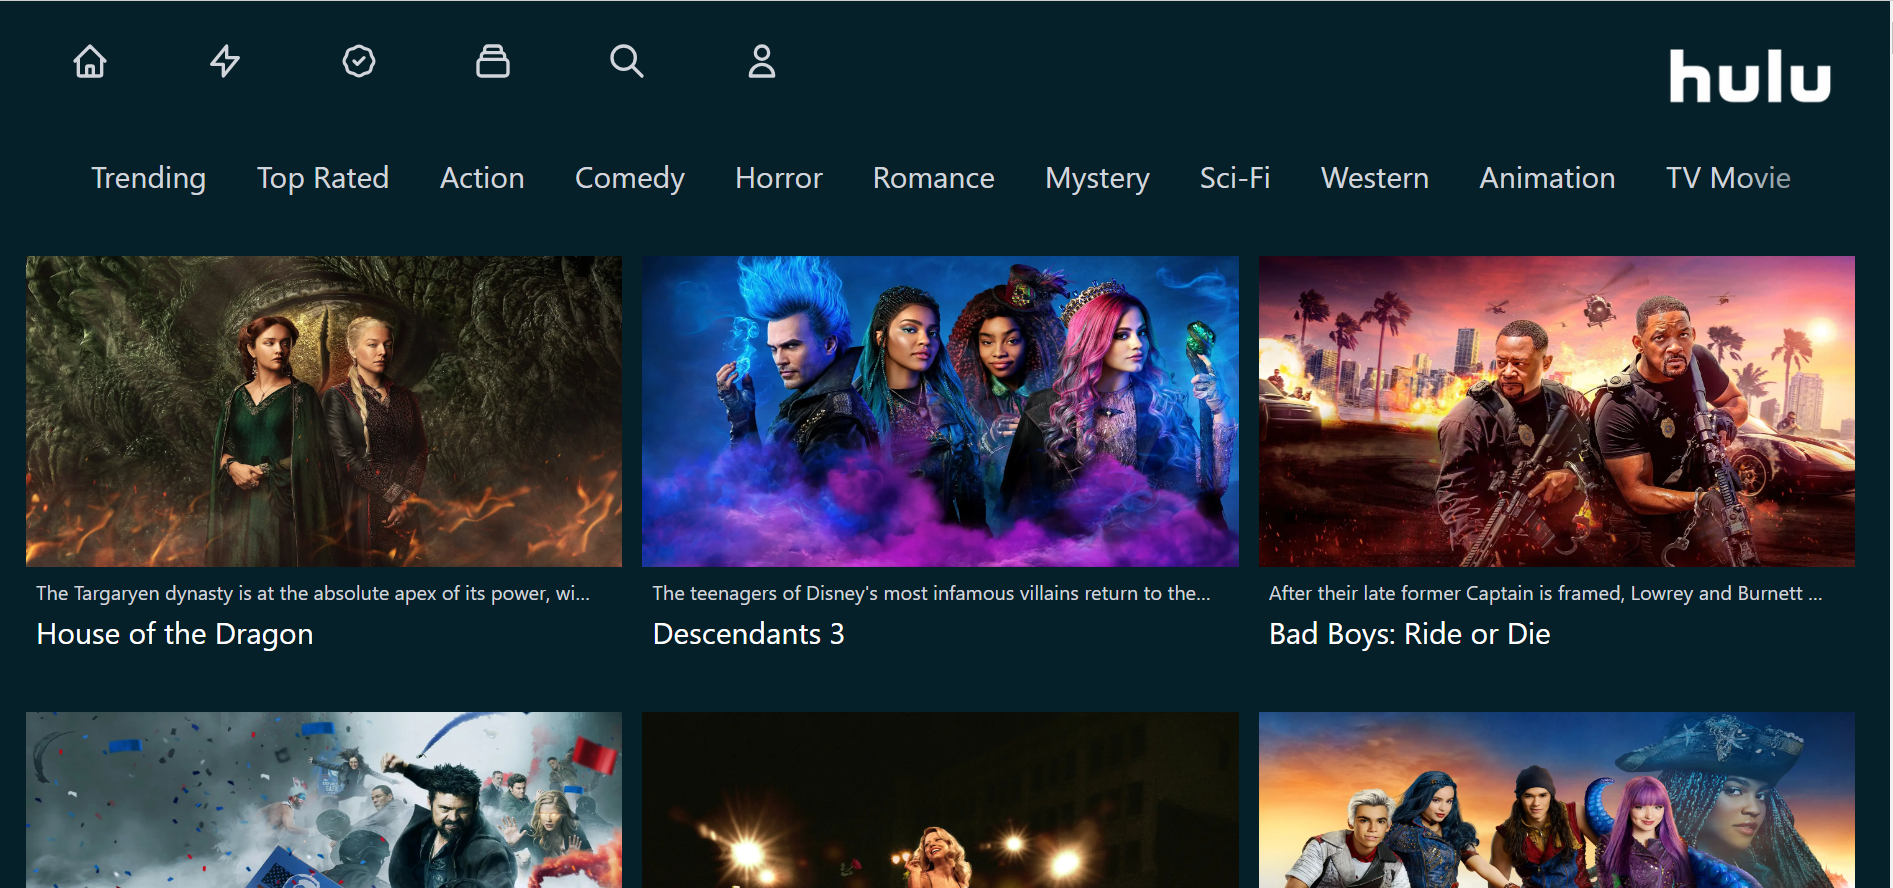 hulu
Trending Top Rated Action Comedy Horror Romance Mystery Sci-Fi Western Animation TV Movie
The Targaryen dynasty is at the absolute apex of its power, wi...
House of the Dragon
The teenagers of Disney's most infamous villains return to the...
Descendants 3
After their late former Captain is framed, Lowrey and Burnett ...
Bad Boys: Ride or Die